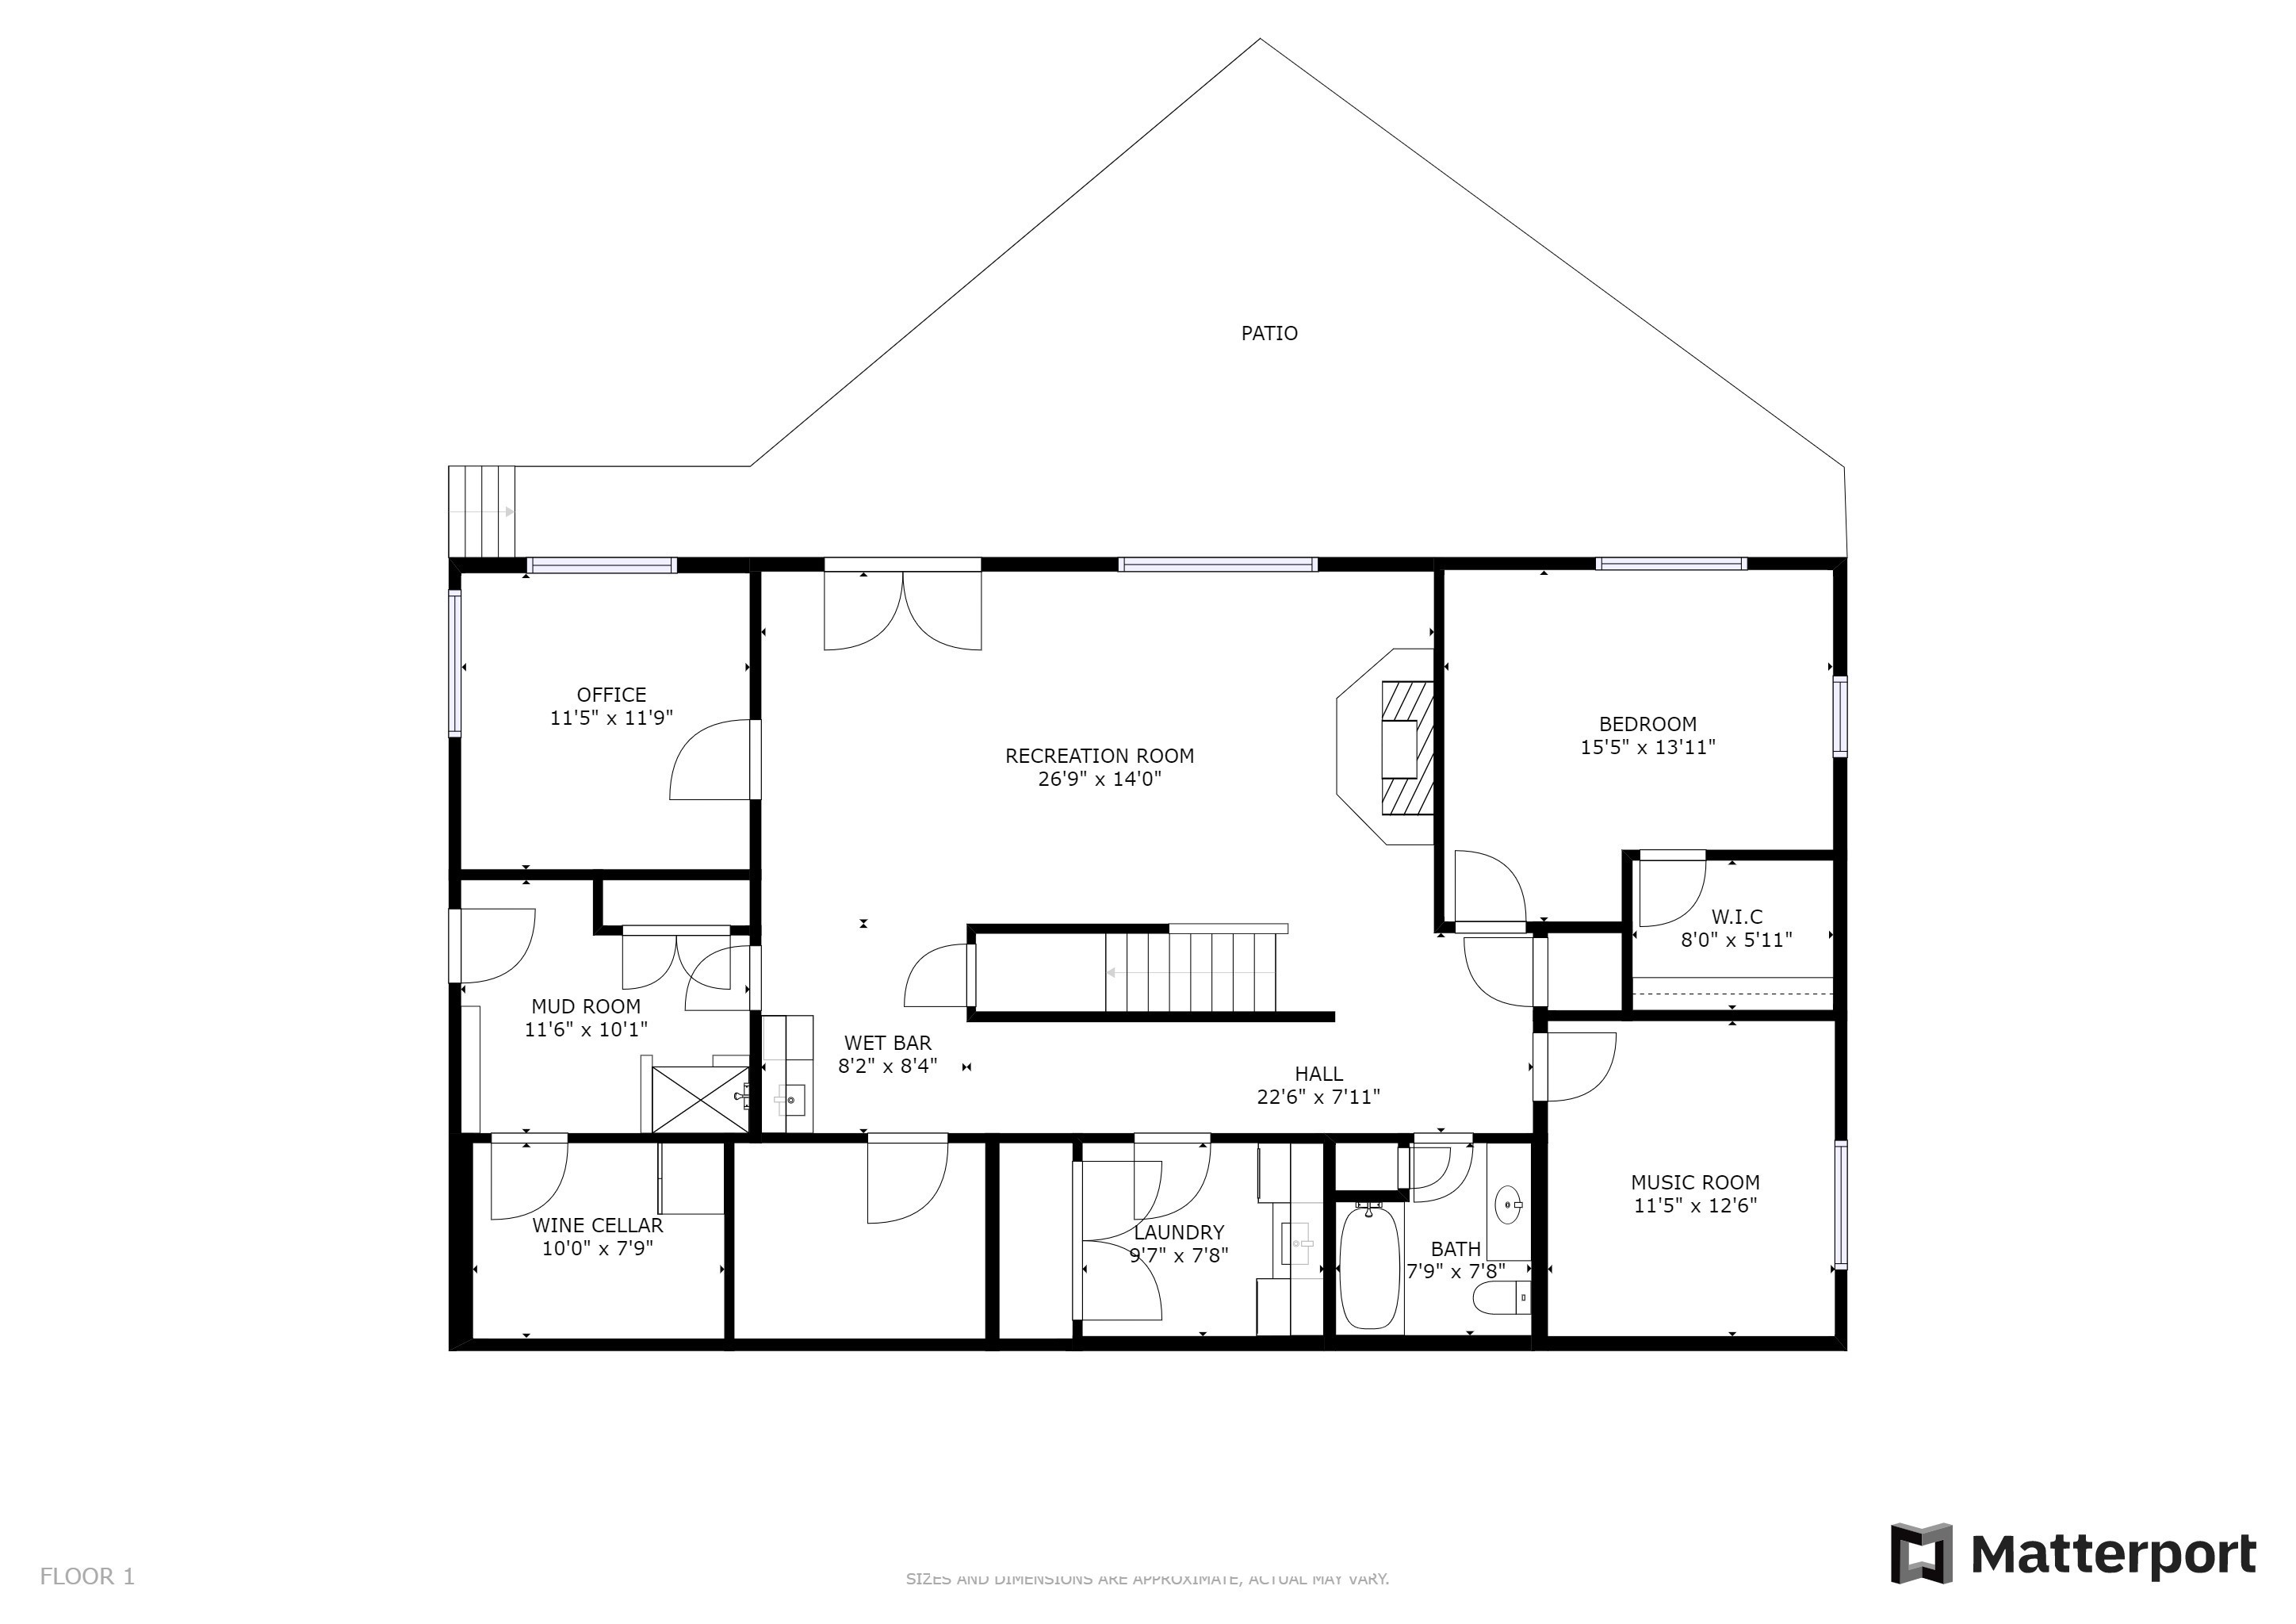 PATIO
OFFICE
11'5" x 11'9"
RECREATION ROOM
26'9" x 14'0"
BEDROOM
15'5" x 13'11"
W.I.C
8'0" x 5'11"
MUD ROOM
11'6" x 10'1"
WET BAR
8'2" x 8'4"
HALL
22'6" x 7'11"
WINE CELLAR
10'0" x 7'9"
LAUNDRY
9'7" x 7'8"
BATH
7'9" x 7'8"
MUSIC ROOM
11'5" x 12'6"
FLOOR 1
SIZES AND DIMENSIONS ARE APPROXIMATE, ACTUAL MAY VARY.
Matterport